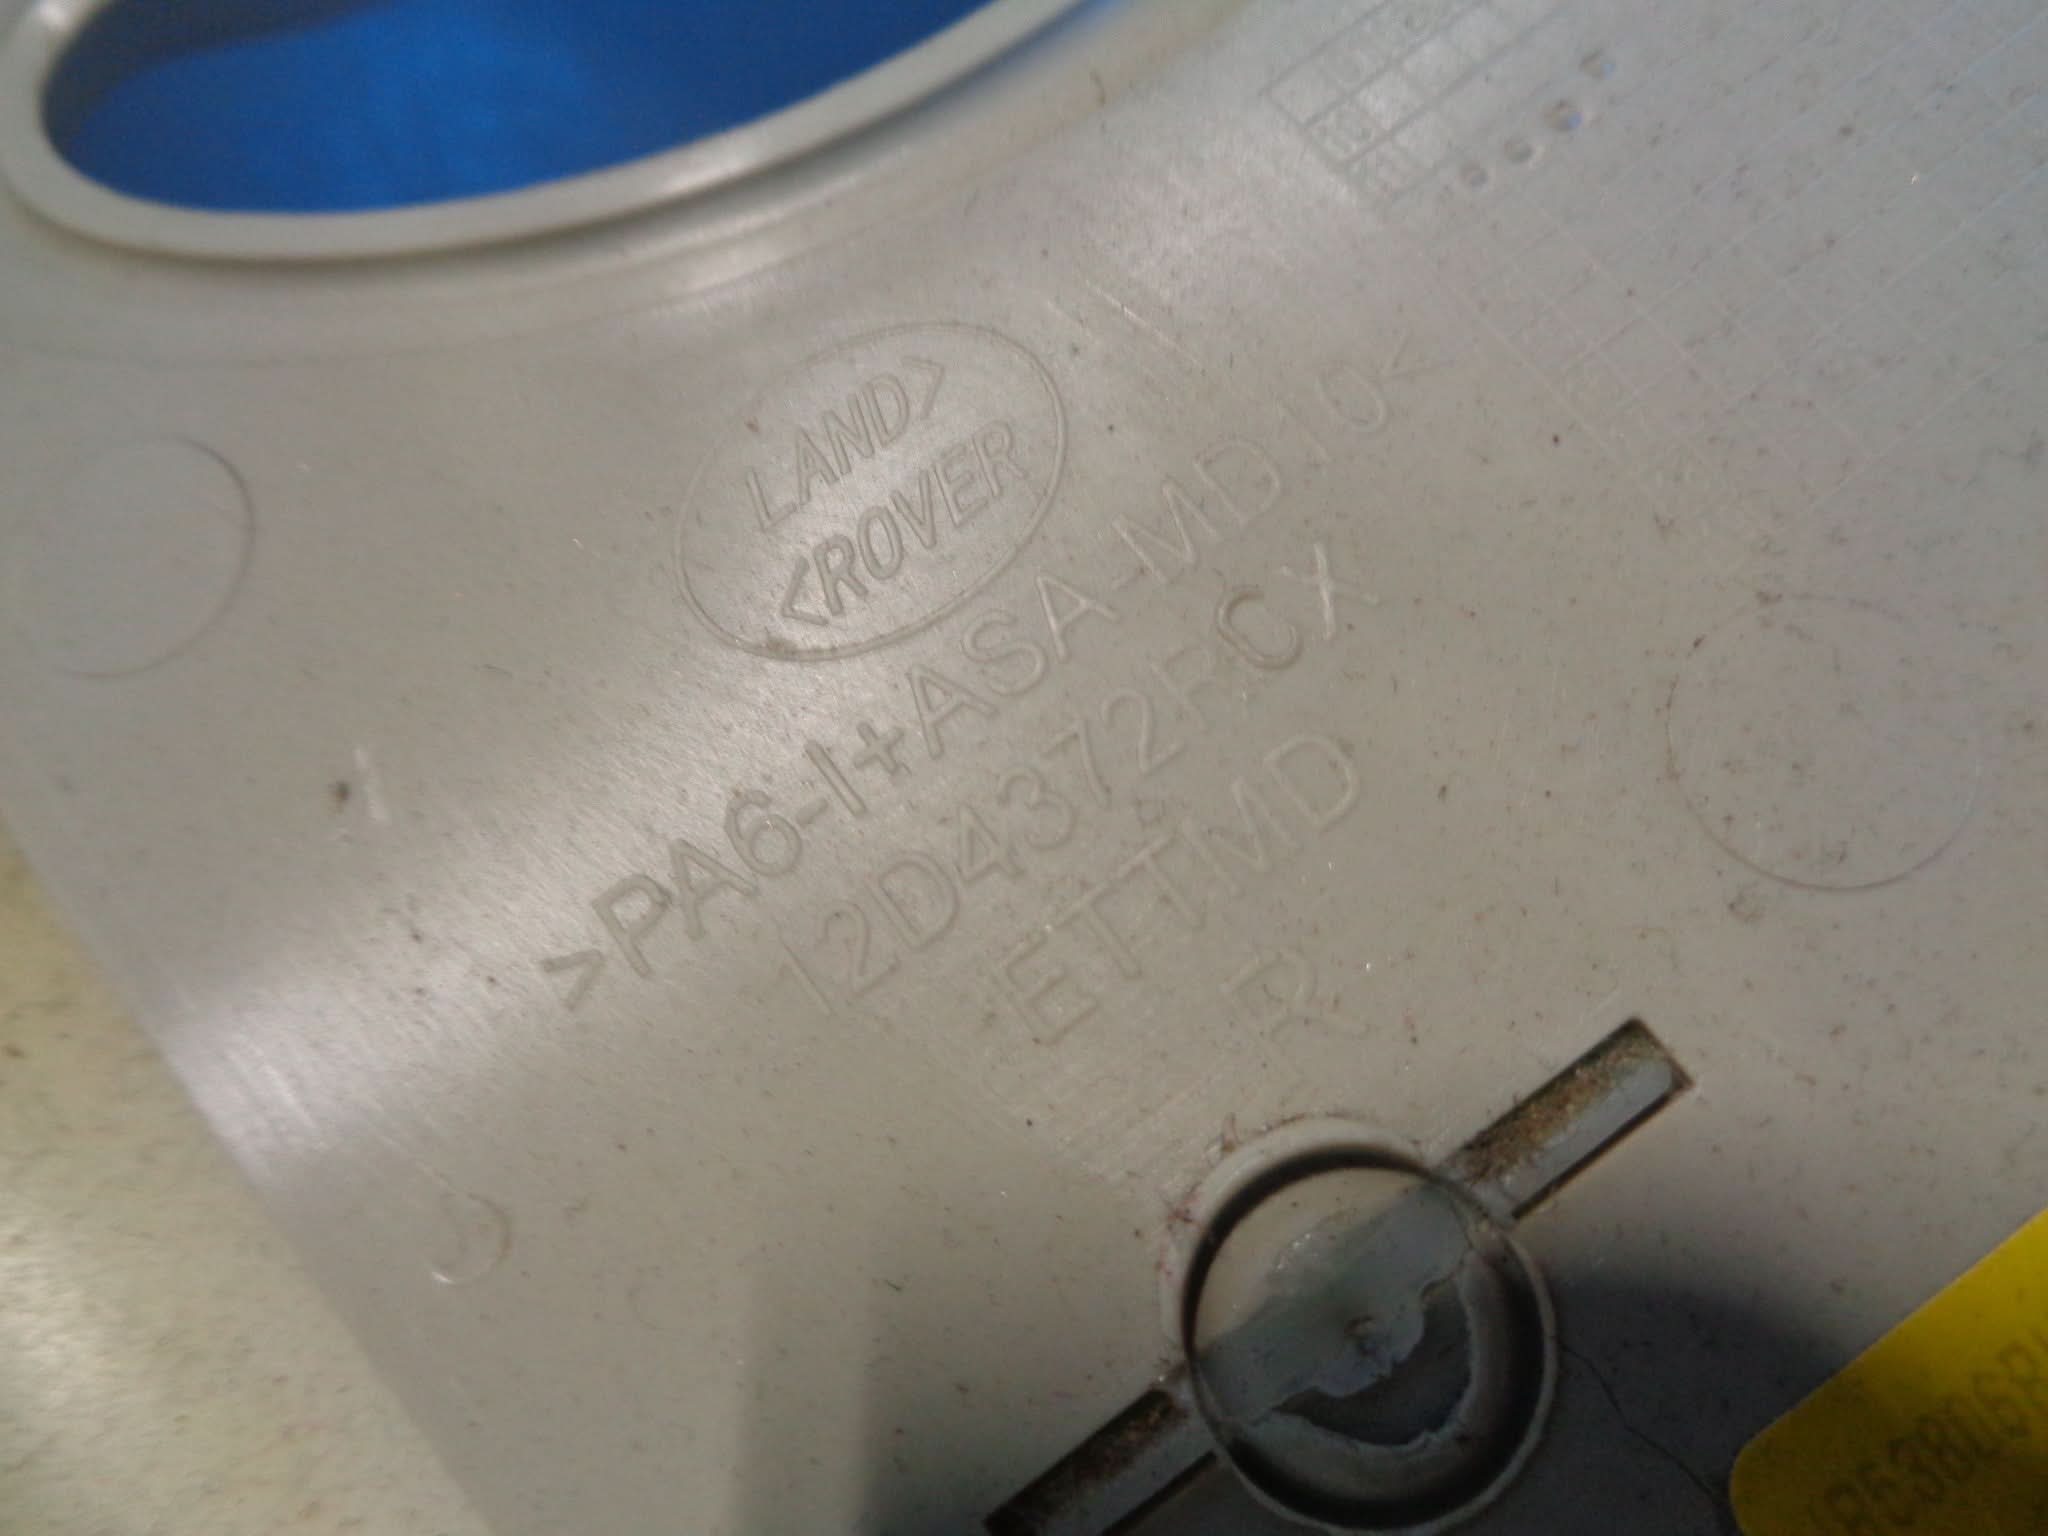 LAND>
<ROVER
>PA6-I+ASA-MD10<
12D4372RCX
ETTMD
R